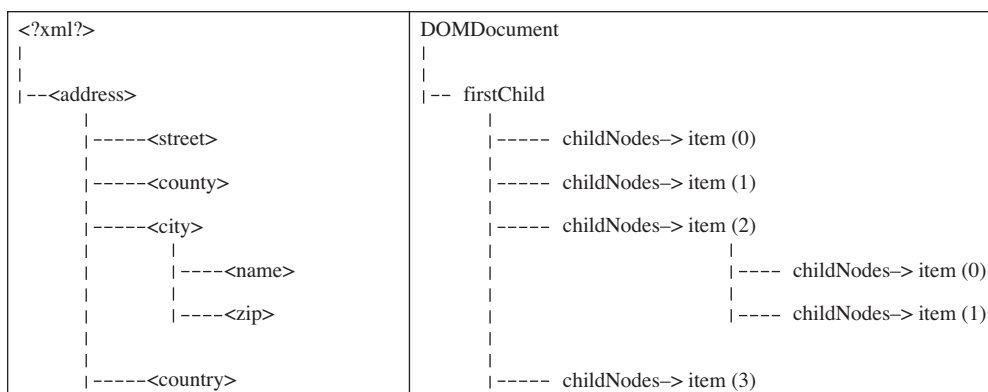 <?xml?>
|
|
|--<address>
|
|-----<street>
|
|-----<county>
|
|-----<city>
| |
| |----<name>
| |
| |----<zip>
|
|-----<country>
DOMDocument
|
|
|-- firstChild
|
|----- childNodes–> item (0)
|
|----- childNodes–> item (1)
|
|----- childNodes–> item (2)
| |
| |---- childNodes–> item (0)
| |
| |---- childNodes–> item (1)
|
|----- childNodes–> item (3)